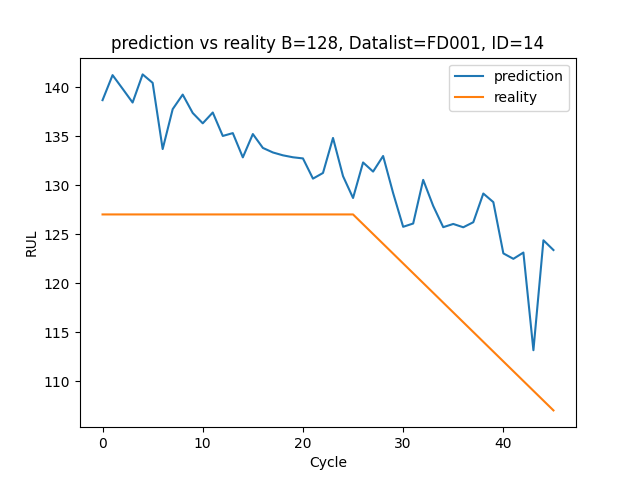 prediction vs reality B=128, Datalist=FD001, ID=14
prediction
reality
140
135
130
125
120
115
110
RUL
0 10 20 30 40
Cycle